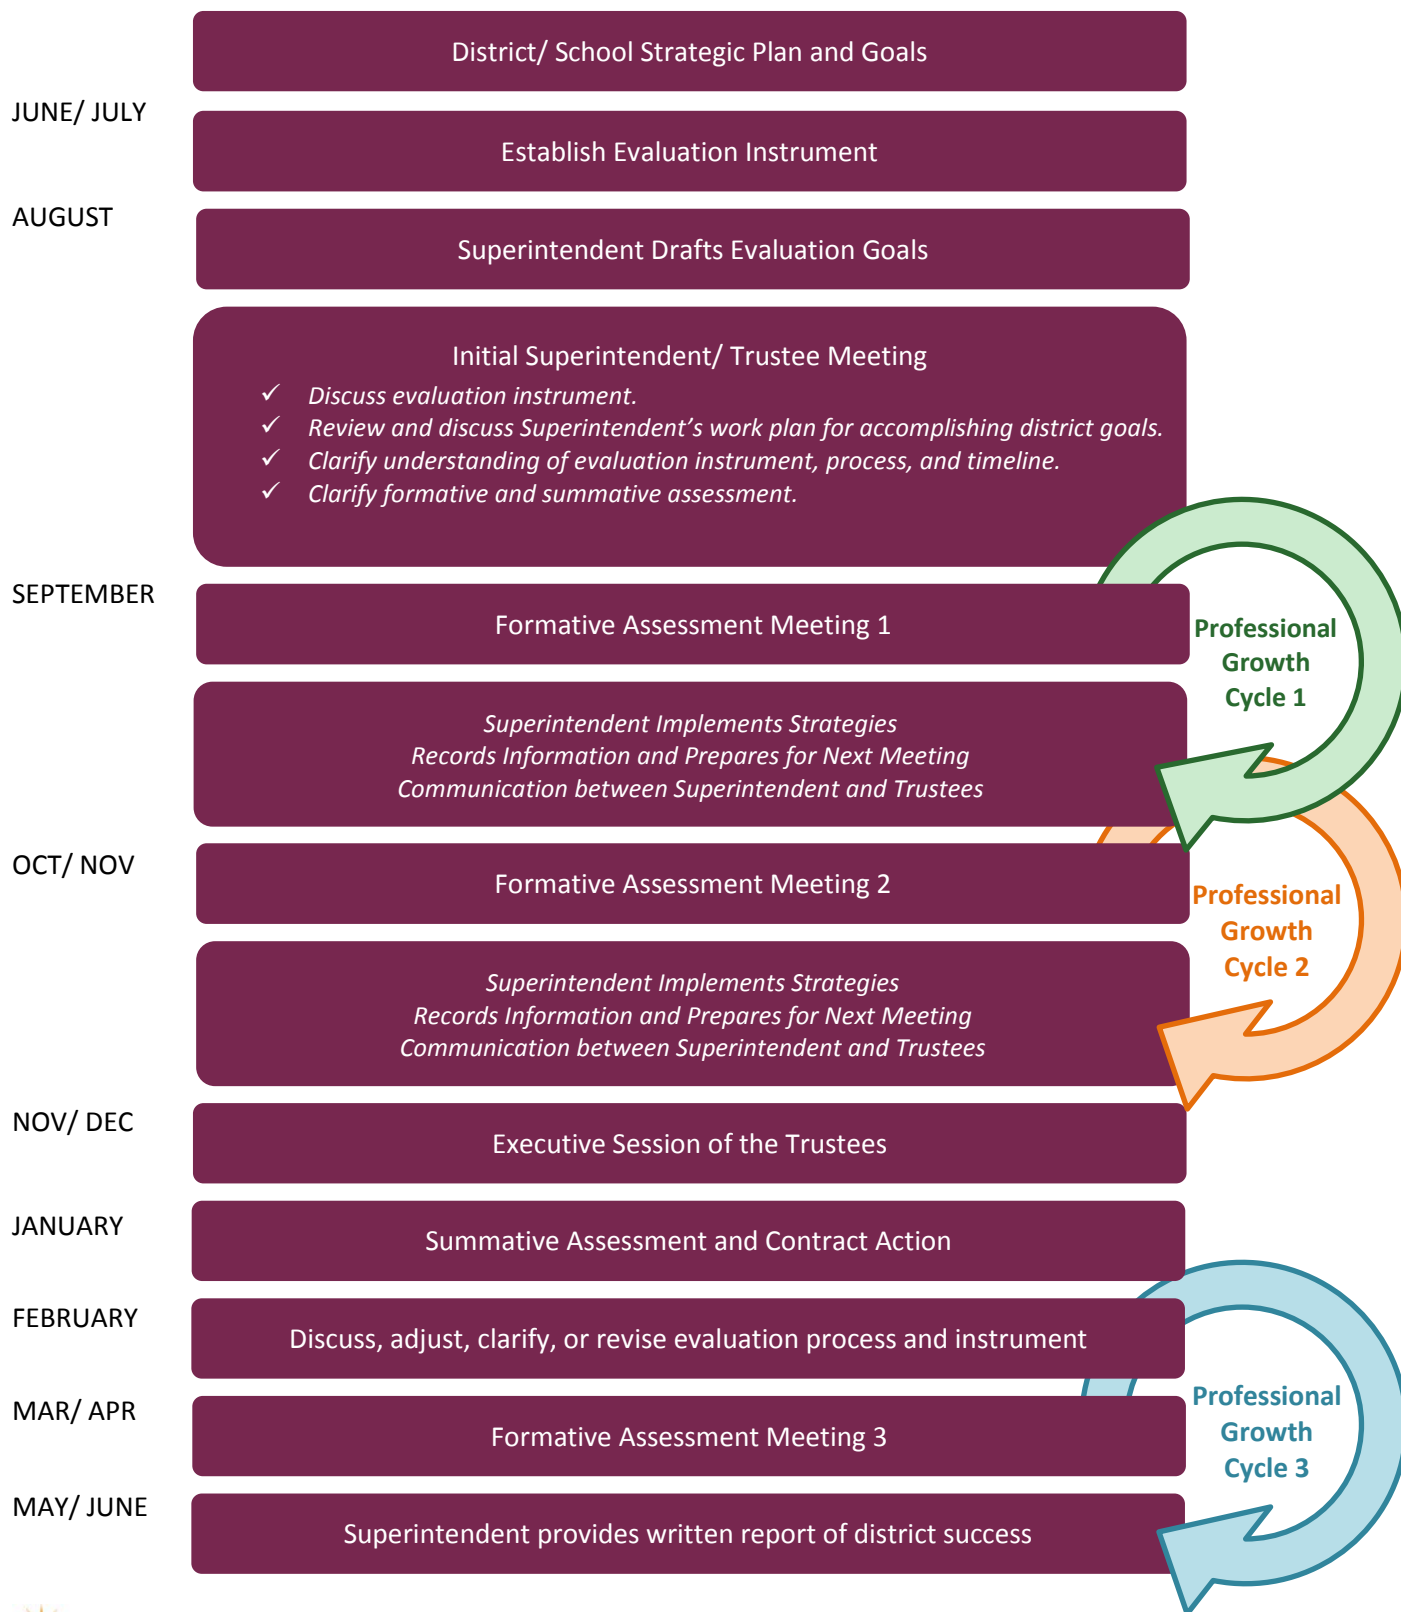 District/ School Strategic Plan and Goals
JUNE/ JULY
Establish Evaluation Instrument
AUGUST
Superintendent Drafts Evaluation Goals
Initial Superintendent/ Trustee Meeting
✓ Discuss evaluation instrument.
✓ Review and discuss Superintendent’s work plan for accomplishing district goals.
✓ Clarify understanding of evaluation instrument, process, and timeline.
✓ Clarify formative and summative assessment.
SEPTEMBER
Formative Assessment Meeting 1
Professional
Growth
Cycle 1
Superintendent Implements Strategies
Records Information and Prepares for Next Meeting
Communication between Superintendent and Trustees
OCT/ NOV
Formative Assessment Meeting 2
Professional
Growth
Cycle 2
Superintendent Implements Strategies
Records Information and Prepares for Next Meeting
Communication between Superintendent and Trustees
NOV/ DEC
Executive Session of the Trustees
JANUARY
Summative Assessment and Contract Action
FEBRUARY
Discuss, adjust, clarify, or revise evaluation process and instrument
MAR/ APR
Formative Assessment Meeting 3
Professional
Growth
Cycle 3
MAY/ JUNE
Superintendent provides written report of district success